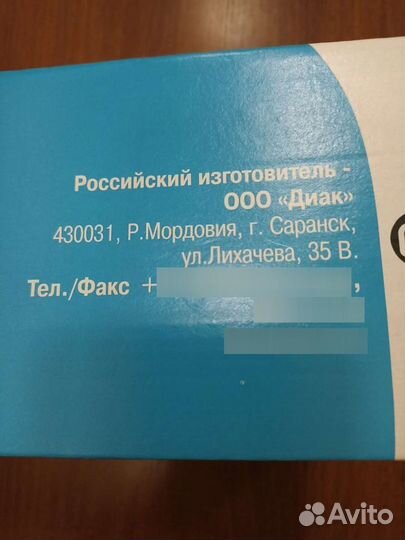 Российский изготовитель -
ООО «Диак»
430031, Р.Мордовия, г. Саранск,
ул.Лихачева, 35 В.
Тел./Факс +
,
Avito